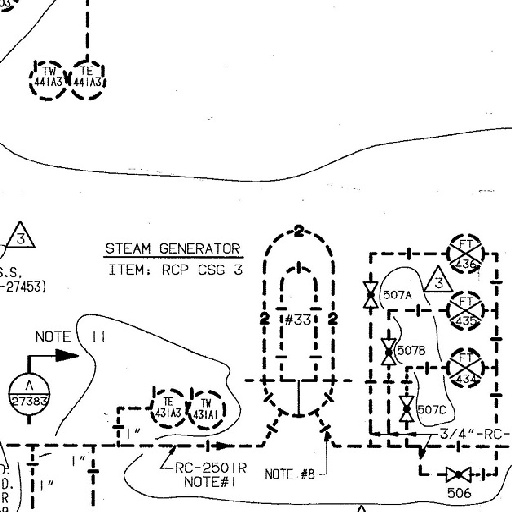 TW
441A3
TE
441A3
3
S.S.
-27453)
STEAM GENERATOR
ITEM: RCP CSG 3
2
FT
436
3
507A
#33
2
2
FT
435
NOTE 11
507B
FT
434
A
27383
TE
431A3
TW
431A1
507C
1"
3/4"-RC-
1"
RC-2501R
NOTE#1
NOTE #8
D.
R
1"
506